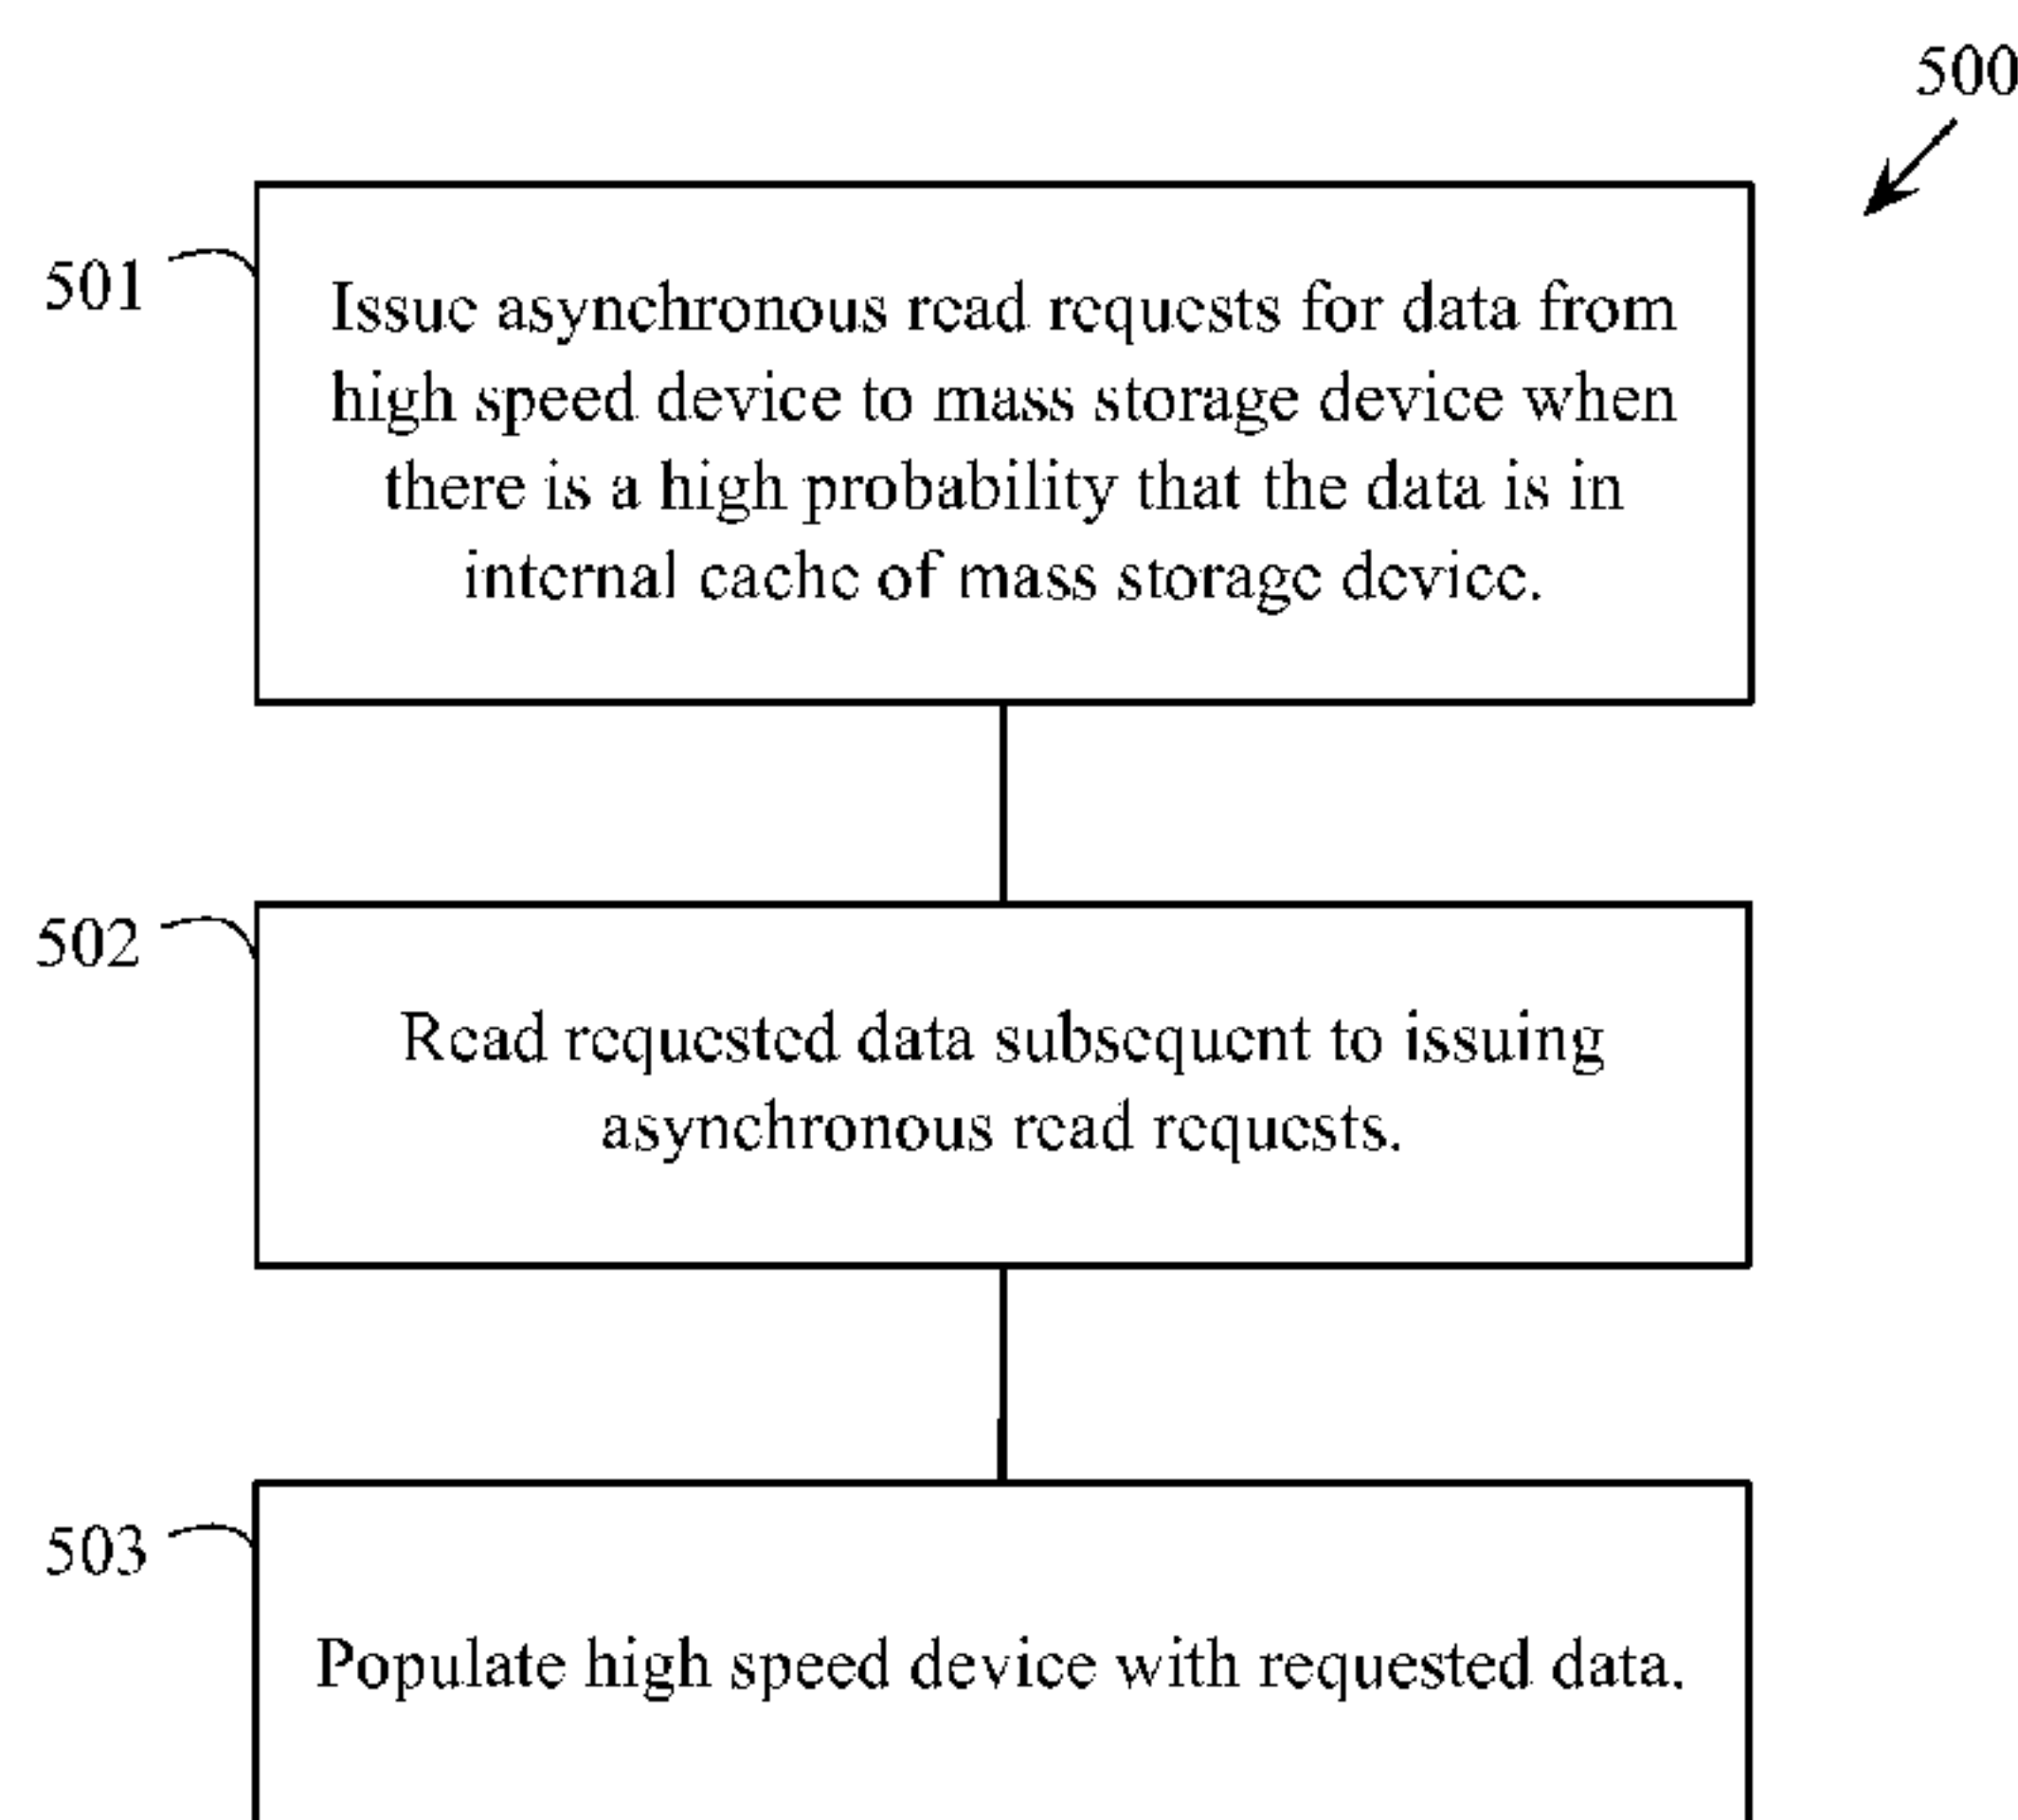 500
501
Issue asynchronous read requests for data from
high speed device to mass storage device when
there is a high probability that the data is in
internal cache of mass storage device.
502
Read requested data subsequent to issuing
asynchronous read requests.
503
Populate high speed device with requested data.